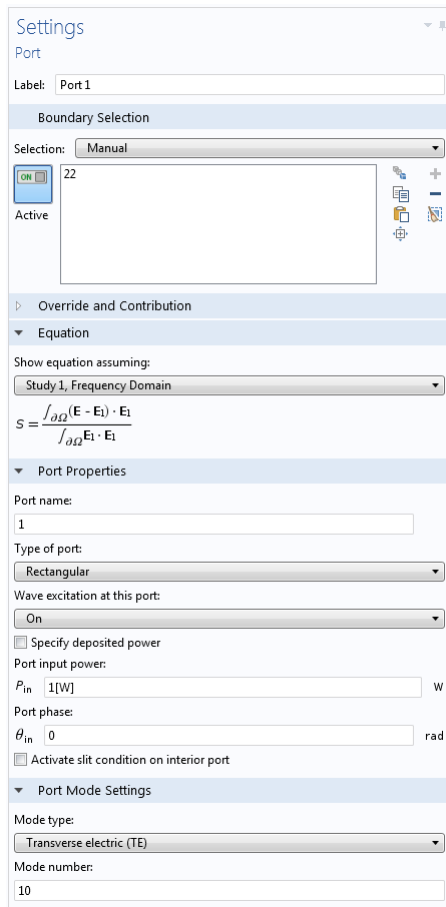 Settings
Port
Label: Port 1
Boundary Selection
Selection: Manual
ON
22
Active
Override and Contribution
Equation
Show equation assuming:
Study 1, Frequency Domain
S = ∫∂Ω(E - E1) · E1 / ∫∂ΩE1 · E1
Port Properties
Port name:
1
Type of port:
Rectangular
Wave excitation at this port:
On
Specify deposited power
Port input power:
Pin 1[W] W
Port phase:
θin 0 rad
Activate slit condition on interior port
Port Mode Settings
Mode type:
Transverse electric (TE)
Mode number:
10